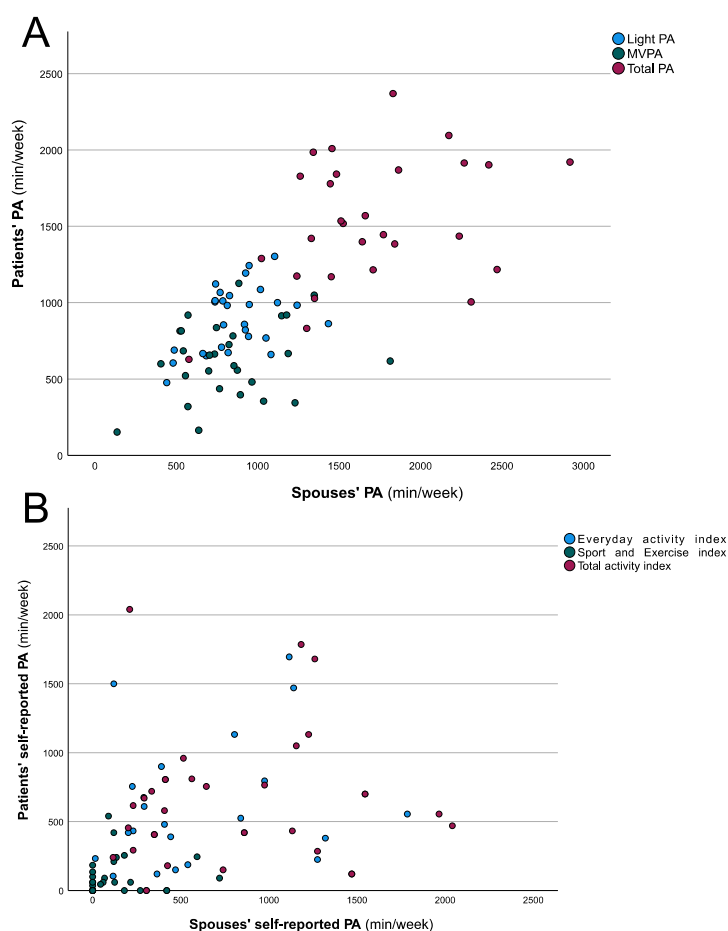 A
Light PA
MVPA
Total PA
Patients' PA (min/week)
2500
2000
1500
1000
500
0
0 500 1000 1500 2000 2500 3000
Spouses' PA (min/week)
B
Everyday activity index
Sport and Exercise index
Total activity index
Patients' self-reported PA (min/week)
2500
2000
1500
1000
500
0
0 500 1000 1500 2000 2500
Spouses' self-reported PA (min/week)